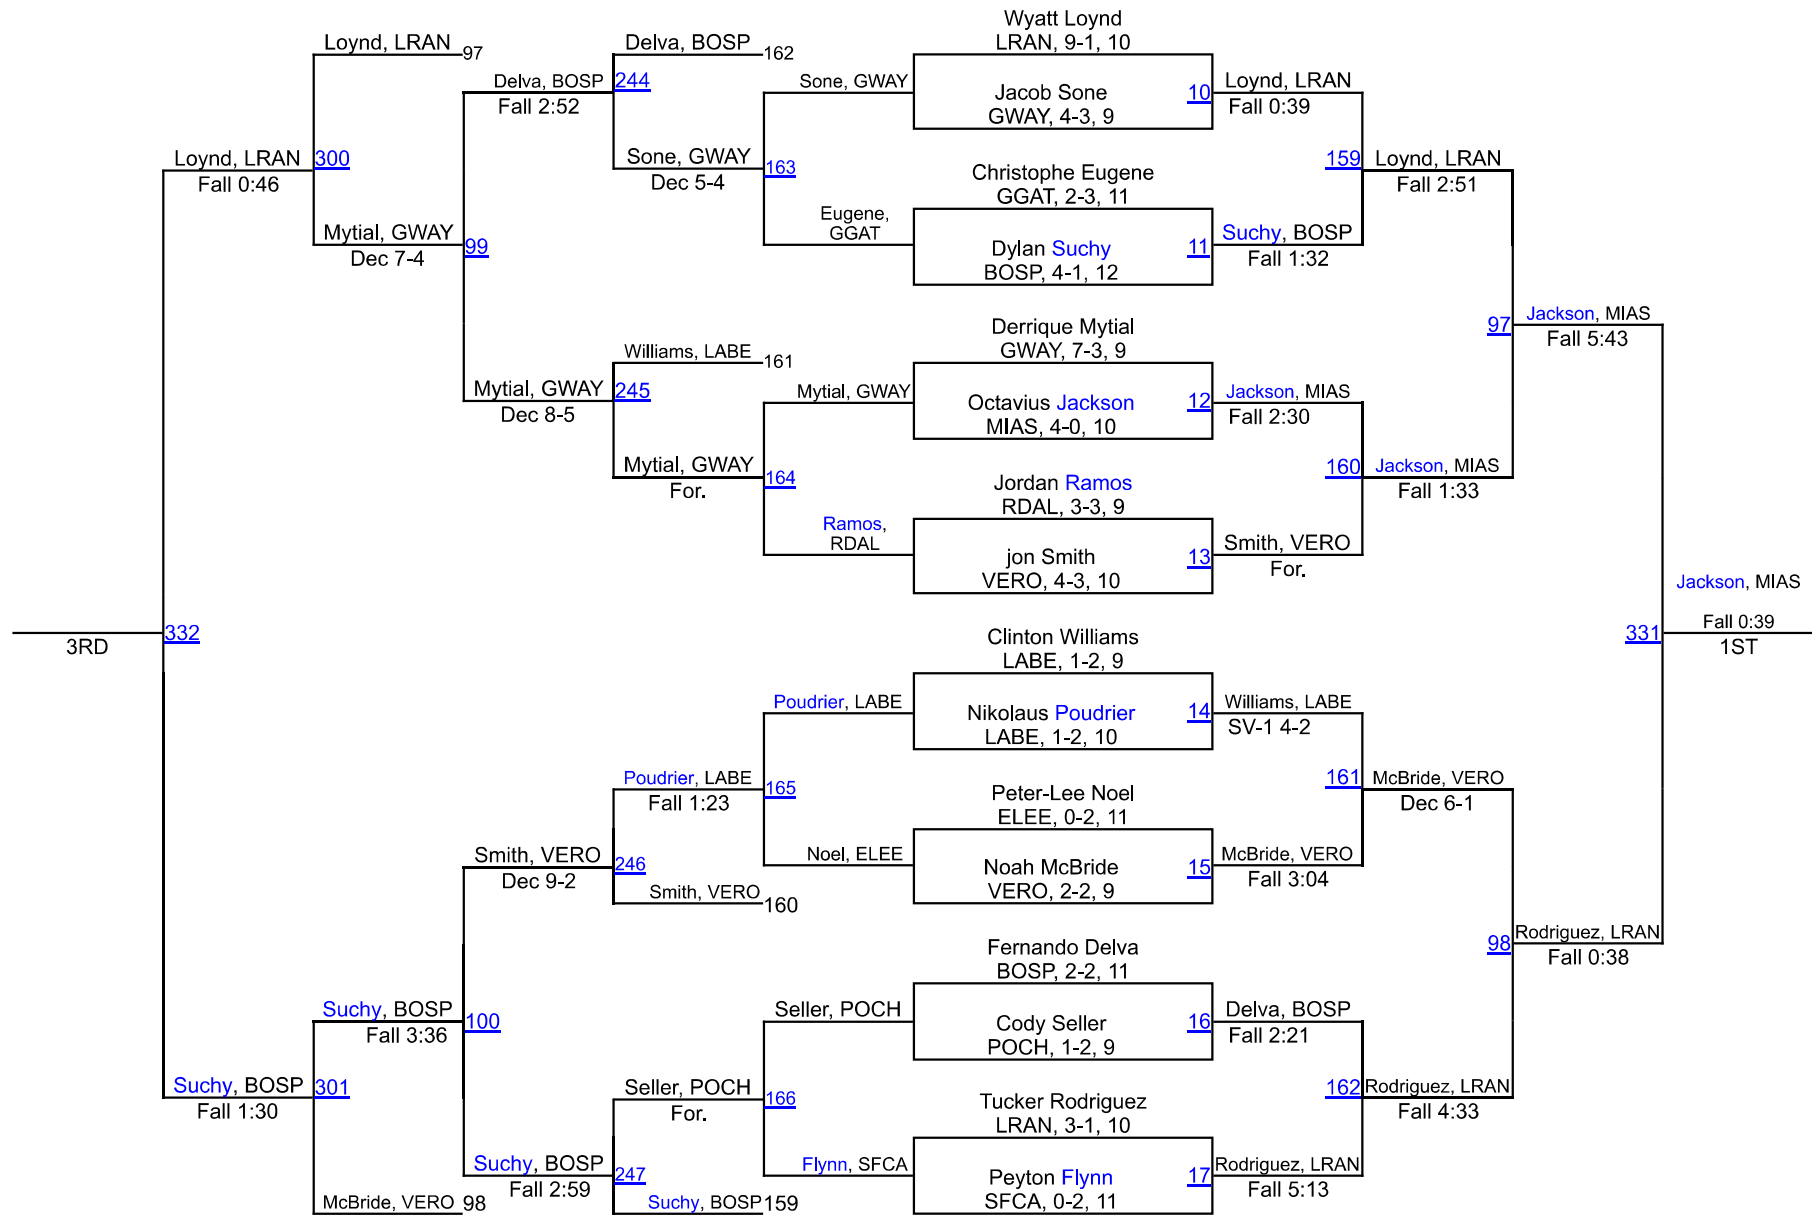 Wyatt Loynd
Loynd, LRAN
97
Delva, BOSP
162
LRAN, 9-1, 10
Delva, BOSP
244
Sone, GWAY
Jacob Sone
10
Loynd, LRAN
Fall 2:52
GWAY, 4-3, 9
Fall 0:39
Loynd, LRAN
300
Sone, GWAY
163
Christophe Eugene
159
Loynd, LRAN
Fall 0:46
Dec 5-4
GGAT, 2-3, 11
Fall 2:51
Eugene,
GGAT
Mytial, GWAY
99
Dylan Suchy
11
Suchy, BOSP
Dec 7-4
BOSP, 4-1, 12
Fall 1:32
Derrique Mytial
97
Jackson, MIAS
Williams, LABE
161
GWAY, 7-3, 9
Fall 5:43
Mytial, GWAY
245
Mytial, GWAY
Octavius Jackson
12
Jackson, MIAS
Dec 8-5
MIAS, 4-0, 10
Fall 2:30
Mytial, GWAY
164
Jordan Ramos
160
Jackson, MIAS
For.
RDAL, 3-3, 9
Fall 1:33
Ramos,
RDAL
jon Smith
13
Smith, VERO
VERO, 4-3, 10
For.
Jackson, MIAS
332
Clinton Williams
331
Fall 0:39
3RD
LABE, 1-2, 9
1ST
Poudrier, LABE
Nikolaus Poudrier
14
Williams, LABE
LABE, 1-2, 10
SV-1 4-2
Poudrier, LABE
165
Peter-Lee Noel
161
McBride, VERO
Fall 1:23
ELEE, 0-2, 11
Dec 6-1
Smith, VERO
246
Noel, ELEE
Noah McBride
15
McBride, VERO
Dec 9-2
Smith, VERO
160
VERO, 2-2, 9
Fall 3:04
Fernando Delva
98
Rodriguez, LRAN
BOSP, 2-2, 11
Fall 0:38
Suchy, BOSP
100
Seller, POCH
Cody Seller
16
Delva, BOSP
Fall 3:36
POCH, 1-2, 9
Fall 2:21
Suchy, BOSP
301
Seller, POCH
166
Tucker Rodriguez
162
Rodriguez, LRAN
Fall 1:30
For.
LRAN, 3-1, 10
Fall 4:33
Suchy, BOSP
247
Flynn, SFCA
Peyton Flynn
17
Rodriguez, LRAN
Fall 2:59
SFCA, 0-2, 11
Fall 5:13
McBride, VERO
98
Suchy, BOSP
159